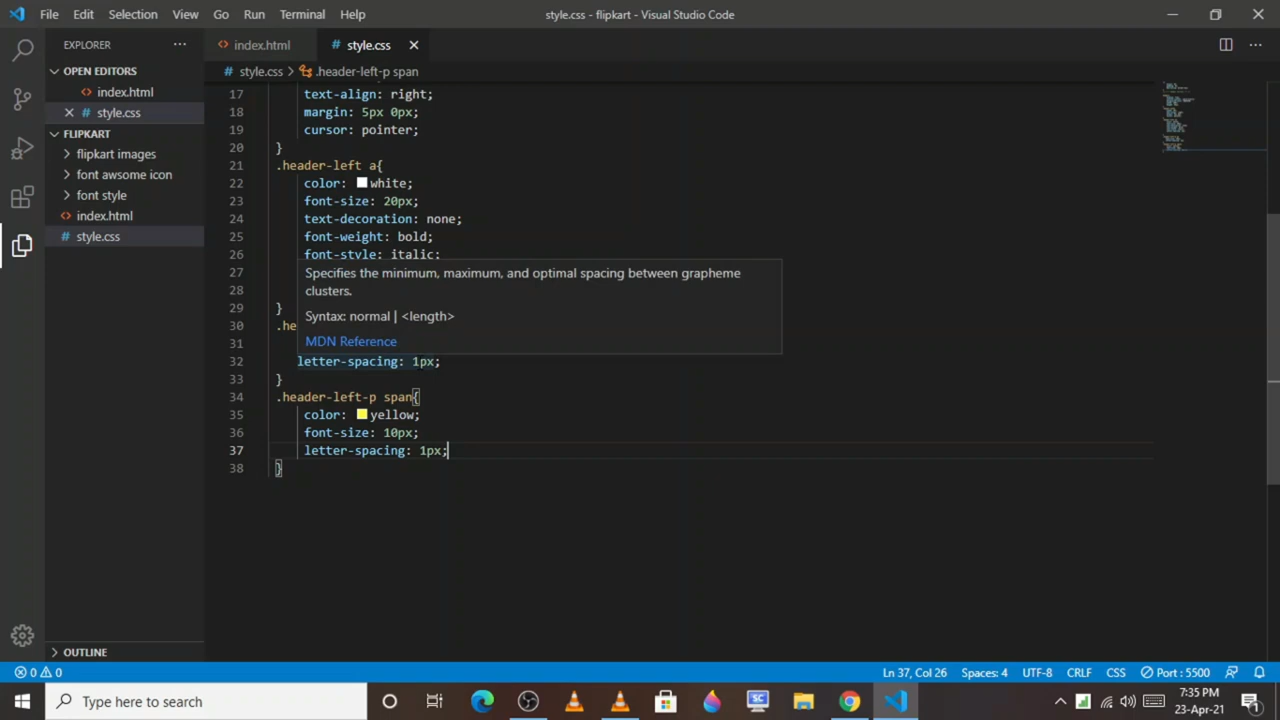 File Edit Selection View Go Run Terminal Help style.css - flipkart - Visual Studio Code
EXPLORER
OPEN EDITORS
index.html
style.css
FLIPKART
flipkart images
font awsome icon
font style
index.html
style.css
OUTLINE
index.html # style.css
# style.css > .header-left-p span
17 text-align: right;
18 margin: 5px 0px;
19 cursor: pointer;
20 }
21 .header-left a{
22 color: white;
23 font-size: 20px;
24 text-decoration: none;
25 font-weight: bold;
26 font-style: italic;
27
28
29 }
30 .he
31
32 letter-spacing: 1px;
33 }
34 .header-left-p span{
35 color: yellow;
36 font-size: 10px;
37 letter-spacing: 1px;
38 }
Specifies the minimum, maximum, and optimal spacing between grapheme
clusters.
Syntax: normal | <length>
MDN Reference
0 0 Ln 37, Col 26 Spaces: 4 UTF-8 CRLF CSS Port : 5500
Type here to search
7:35 PM
23-Apr-21
1